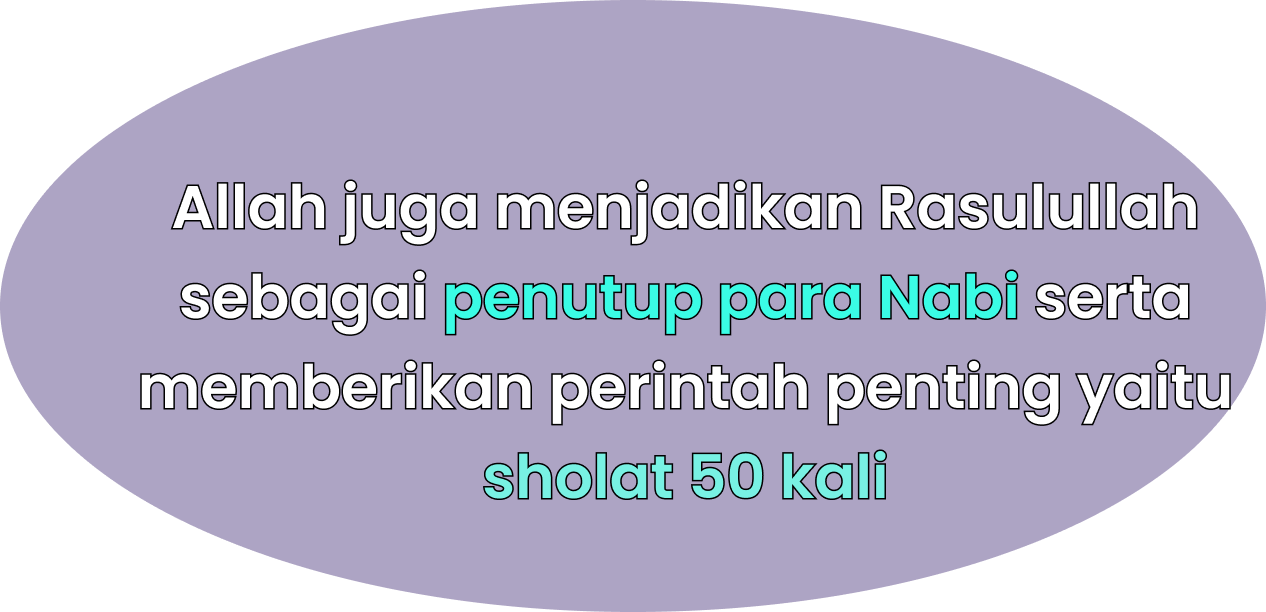 Allah juga menjadikan Rasulullah
sebagai penutup para Nabi serta
memberikan perintah penting yaitu
sholat 50 kali